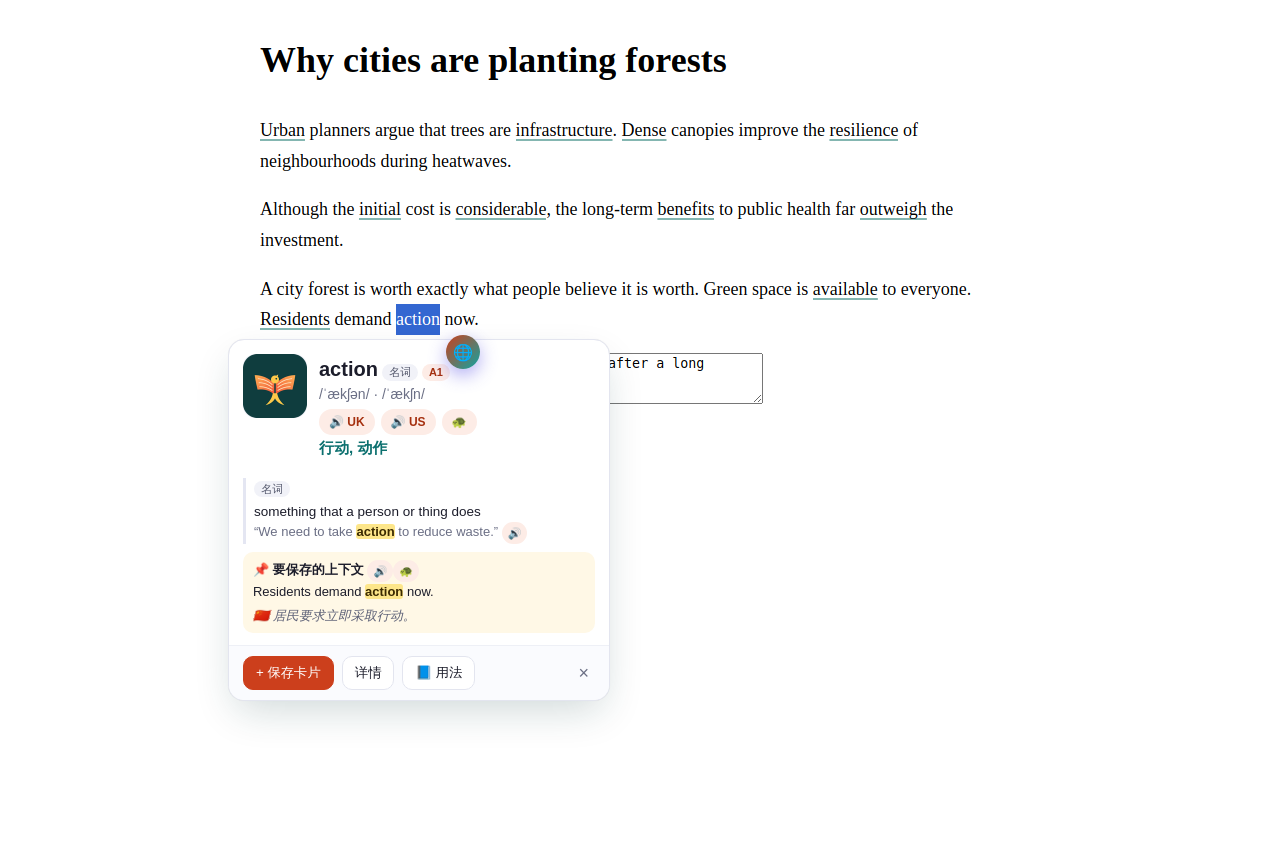 Why cities are planting forests
Urban planners argue that trees are infrastructure. Dense canopies improve the resilience of
neighbourhoods during heatwaves.
Although the initial cost is considerable, the long-term benefits to public health far outweigh the
investment.
A city forest is worth exactly what people believe it is worth. Green space is available to everyone.
Residents demand action now.
after a long
action 名词 A1
/ˈækʃən/ · /ˈækʃn/
🔊 UK 🔊 US 🐢
行动, 动作
名词
something that a person or thing does
“We need to take action to reduce waste.” 🔊
📌 要保存的上下文 🔊 🐢
Residents demand action now.
🇨🇳 居民要求立即采取行动。
+ 保存卡片 详情 📘 用法 ×